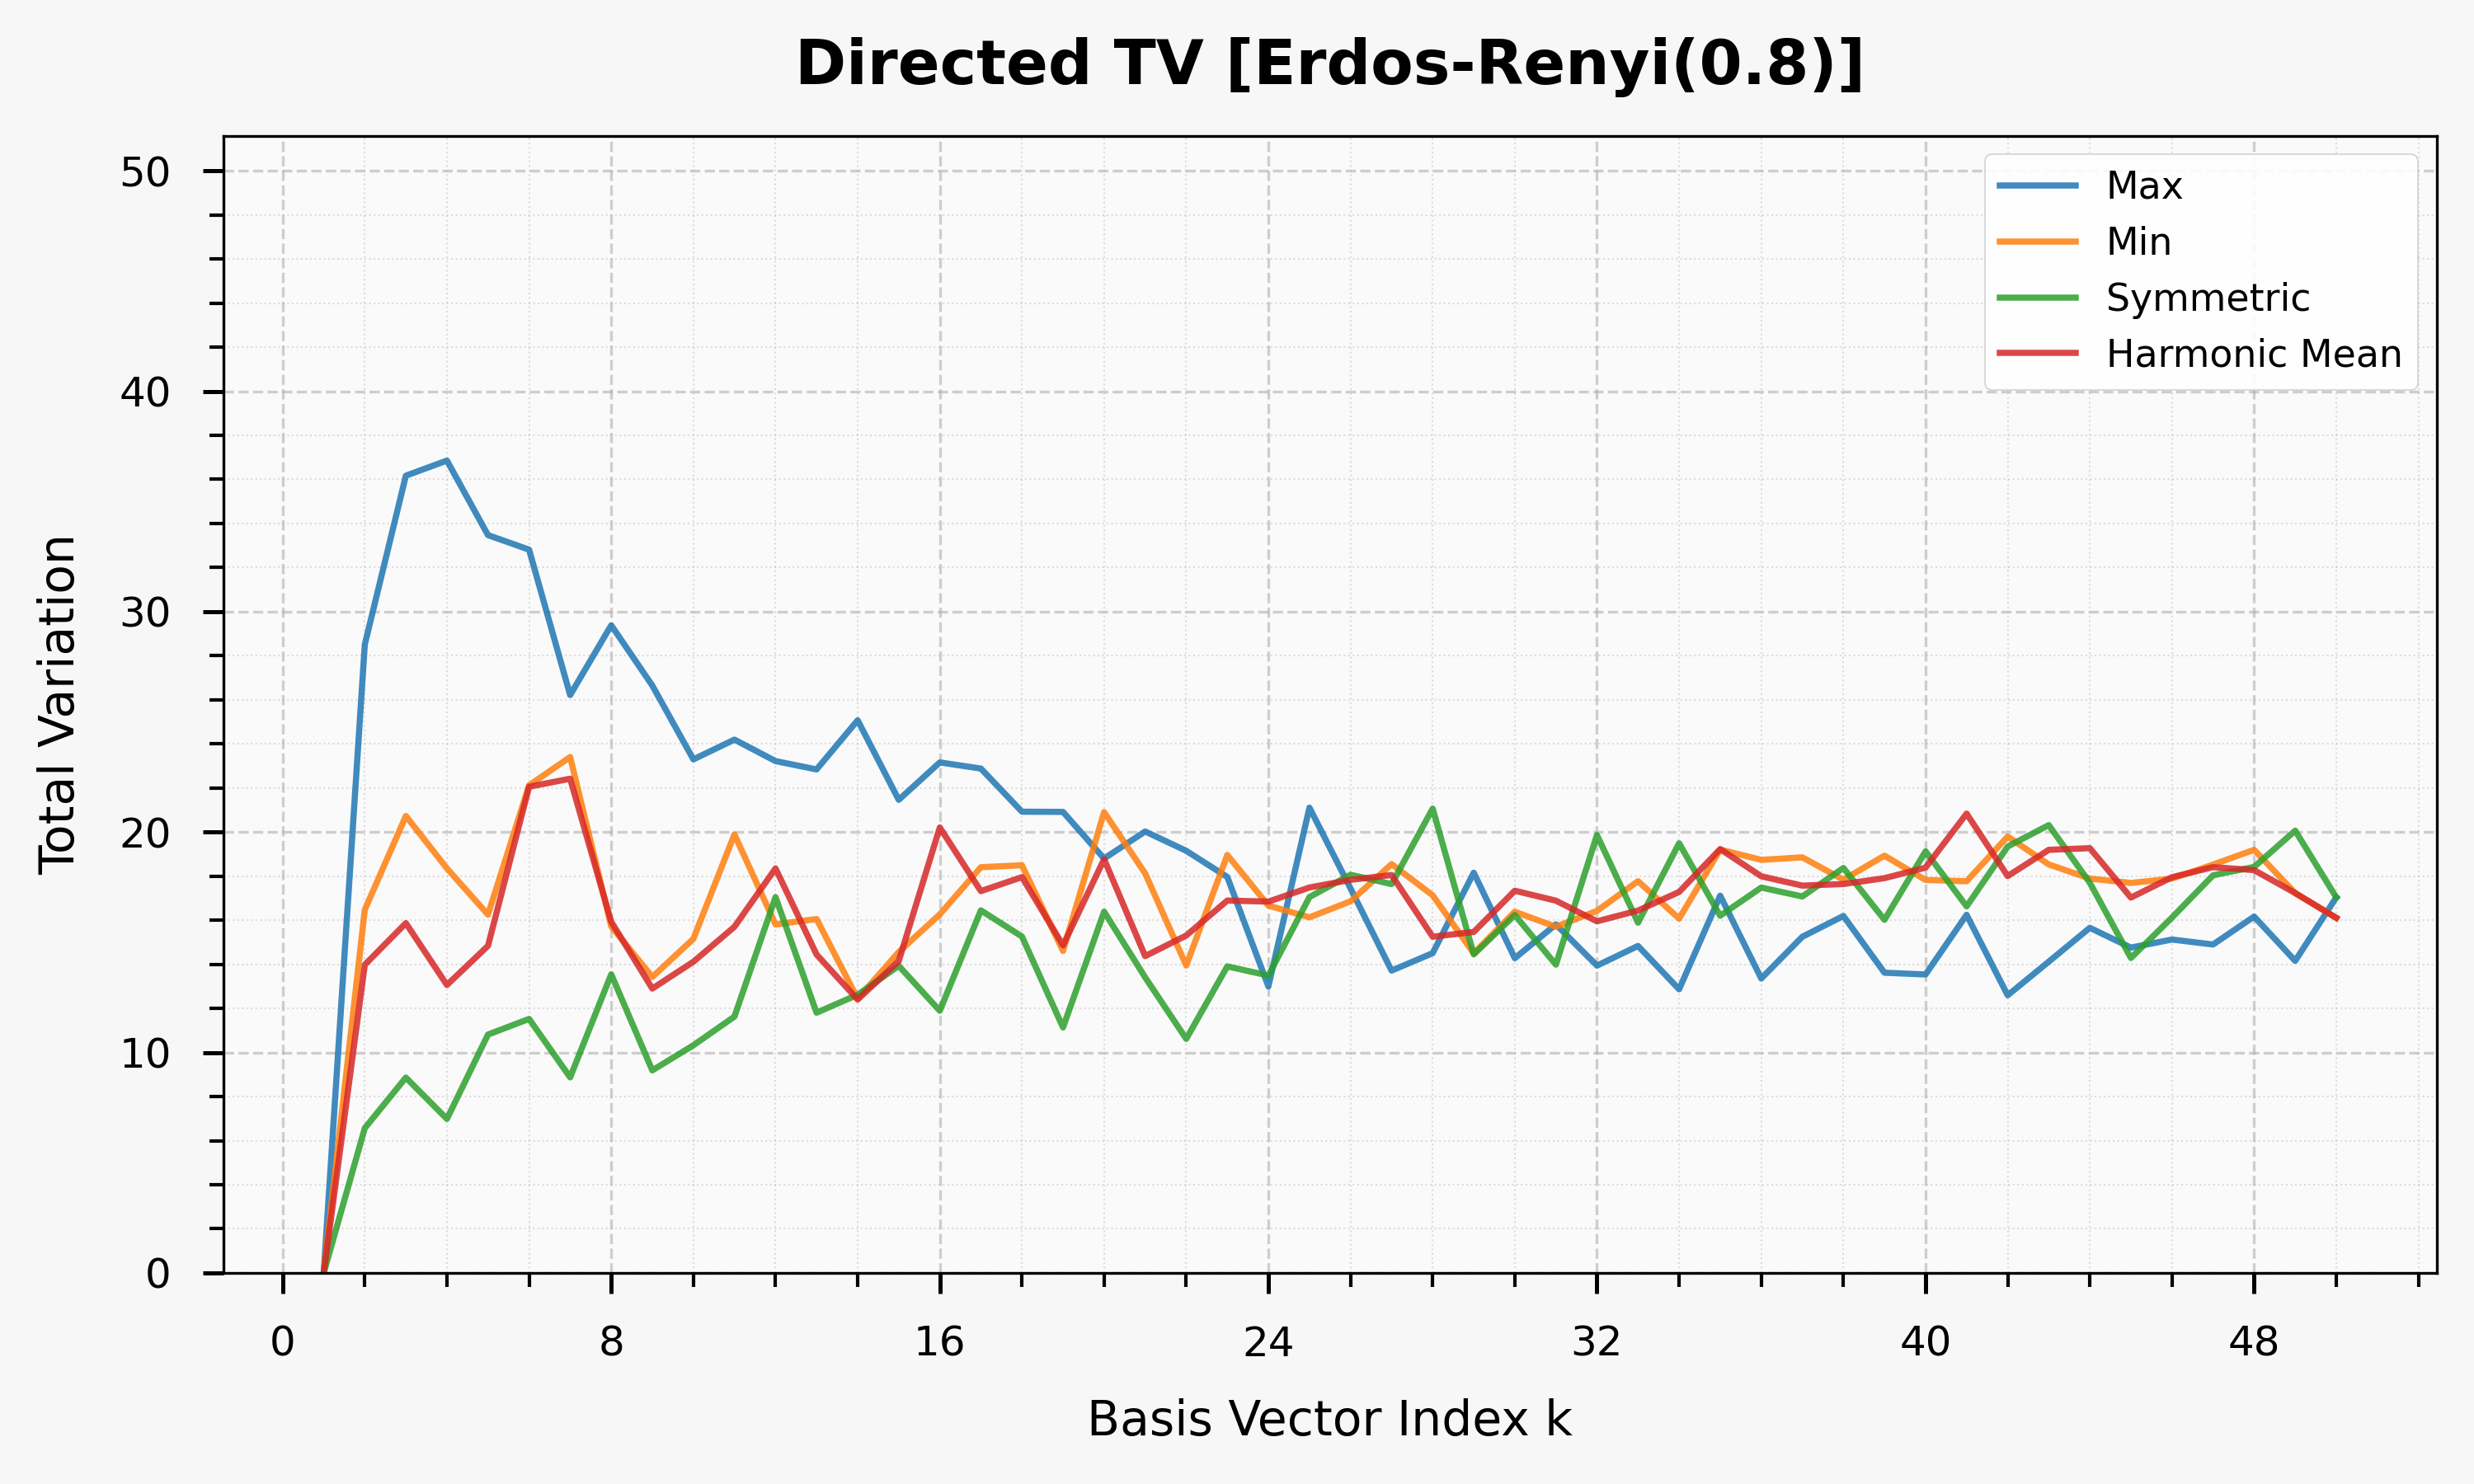 Directed TV [Erdos-Renyi(0.8)]
Total Variation
50
40
30
20
10
0
Max
Min
Symmetric
Harmonic Mean
0 8 16 24 32 40 48
Basis Vector Index k